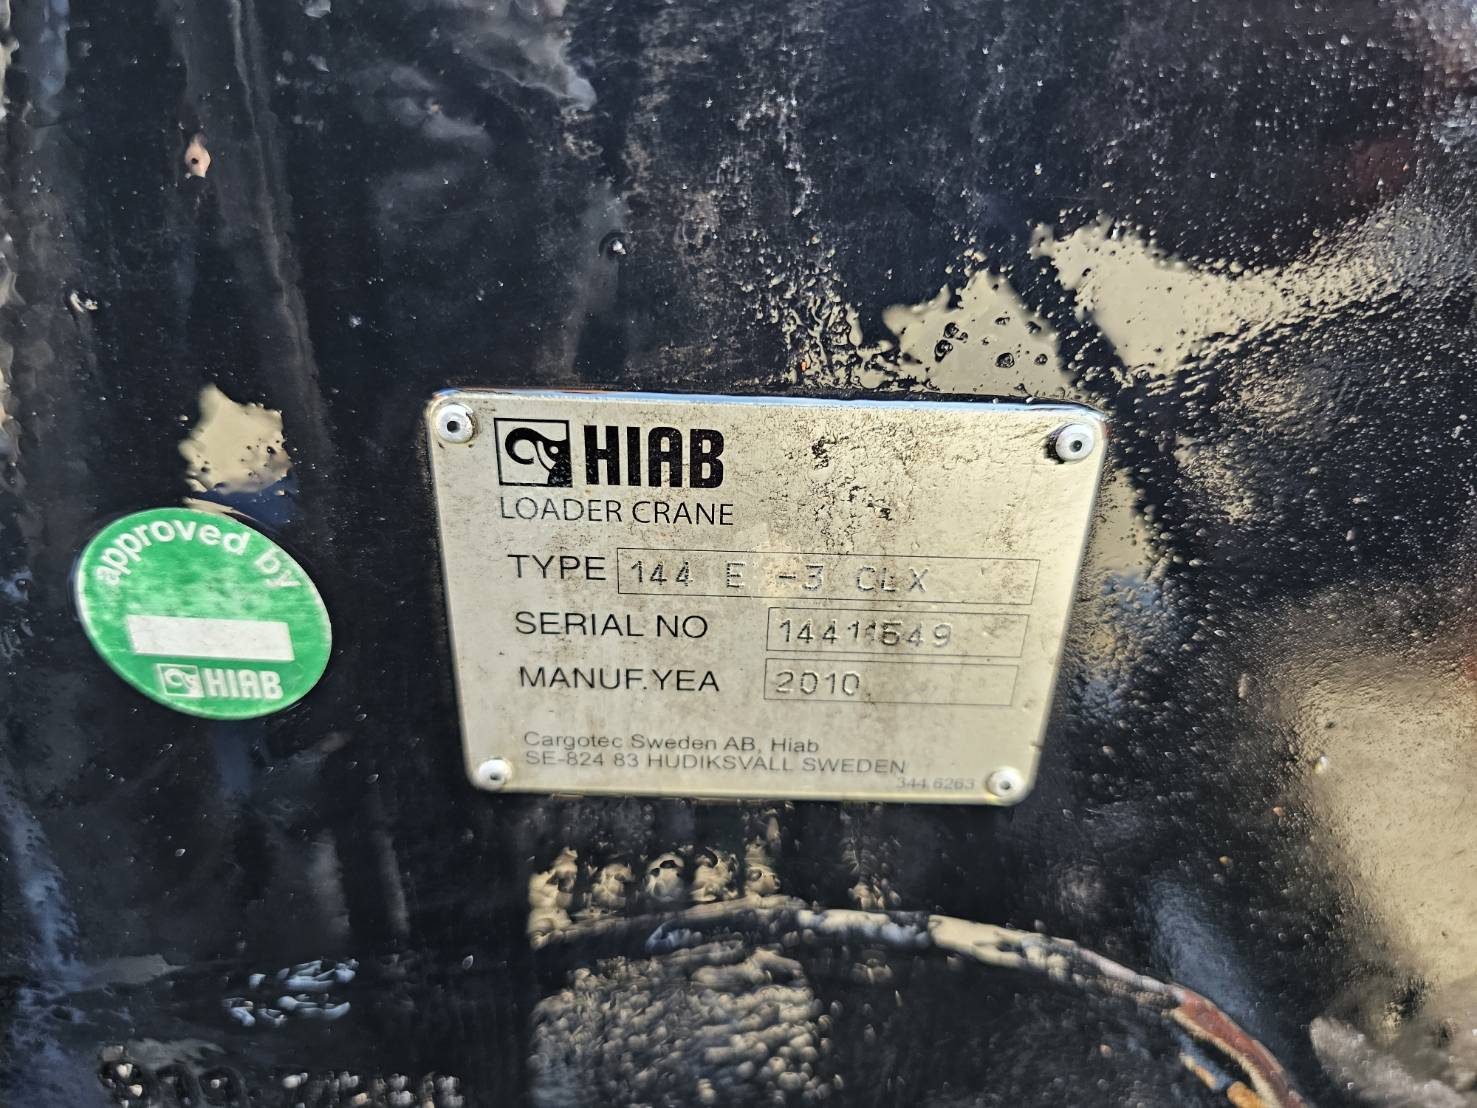 HIAB
LOADER CRANE
TYPE 144 E -3 CLX
SERIAL NO 14411549
MANUF.YEA 2010
Cargotec Sweden AB, Hiab
SE-824 83 HUDIKSVALL SWEDEN
344 6263
approved by
HIAB